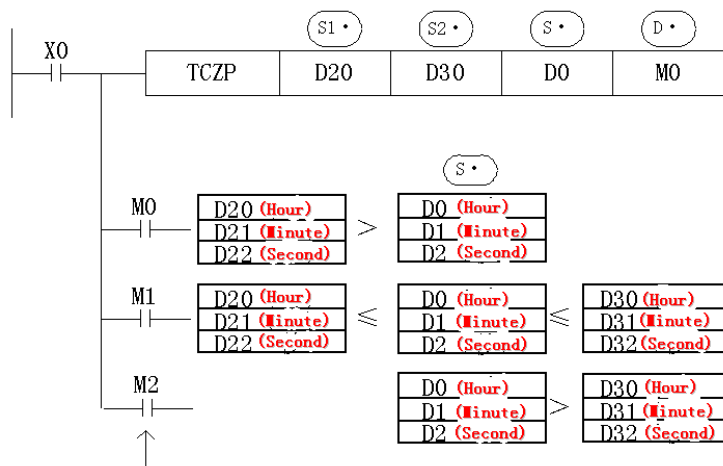 S1· S2· S· D·
X0
TCZP D20 D30 D0 M0
S·
M0
D20 (Hour) > D0 (Hour)
D21 (Minute) D1 (Minute)
D22 (Second) D2 (Second)
M1
D20 (Hour) ≤ D0 (Hour) ≤ D30 (Hour)
D21 (Minute) D1 (Minute) D31 (Minute)
D22 (Second) D2 (Second) D32 (Second)
M2
D0 (Hour) > D30 (Hour)
D1 (Minute) D31 (Minute)
D2 (Second) D32 (Second)